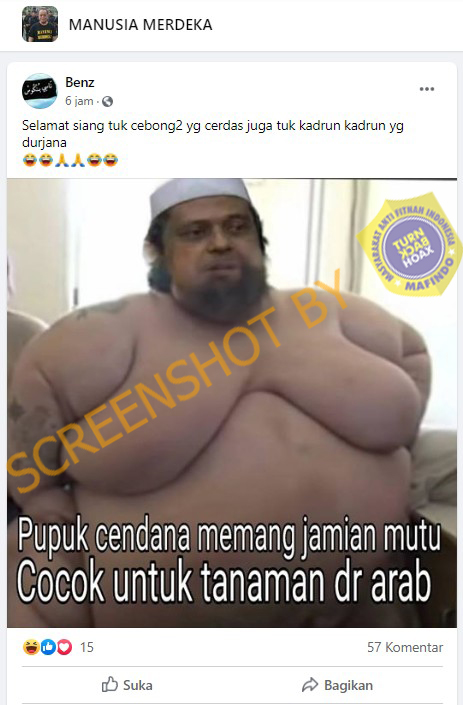 MANUSIA MERDEKA
Benz
6 jam
Selamat siang tuk cebong2 yg cerdas juga tuk kadrun kadrun yg
durjana
MASYARAKAT ANTI FITNAH INDONESIA
TURN
BACK
HOAX
MAFINDO
SCREENSHOT BY
Pupuk cendana memang jamian mutu
Cocok untuk tanaman dr arab
15
57 Komentar
Suka
Bagikan